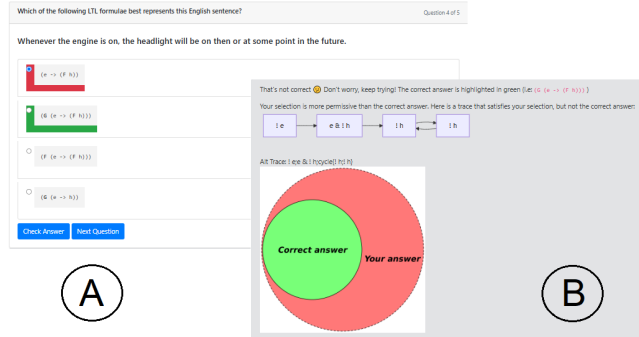 Which of the following LTL formulae best represents this English sentence?
Question 4 of 5
Whenever the engine is on, the headlight will be on then or at some point in the future.
(e -> (F h))
(G (e -> (F h)))
(F (e -> (F h)))
(G (e -> h))
Check Answer
Next Question
A
That's not correct 😕 Don't worry, keep trying! The correct answer is highlighted in green (i.e: (G (e -> (F h))) )
Your selection is more permissive than the correct answer. Here is a trace that satisfies your selection, but not the correct answer:
! e
e & ! h
! h
! h
Alt Trace: ! e;e & ! h;cycle{! h;! h}
Correct answer
Your answer
B